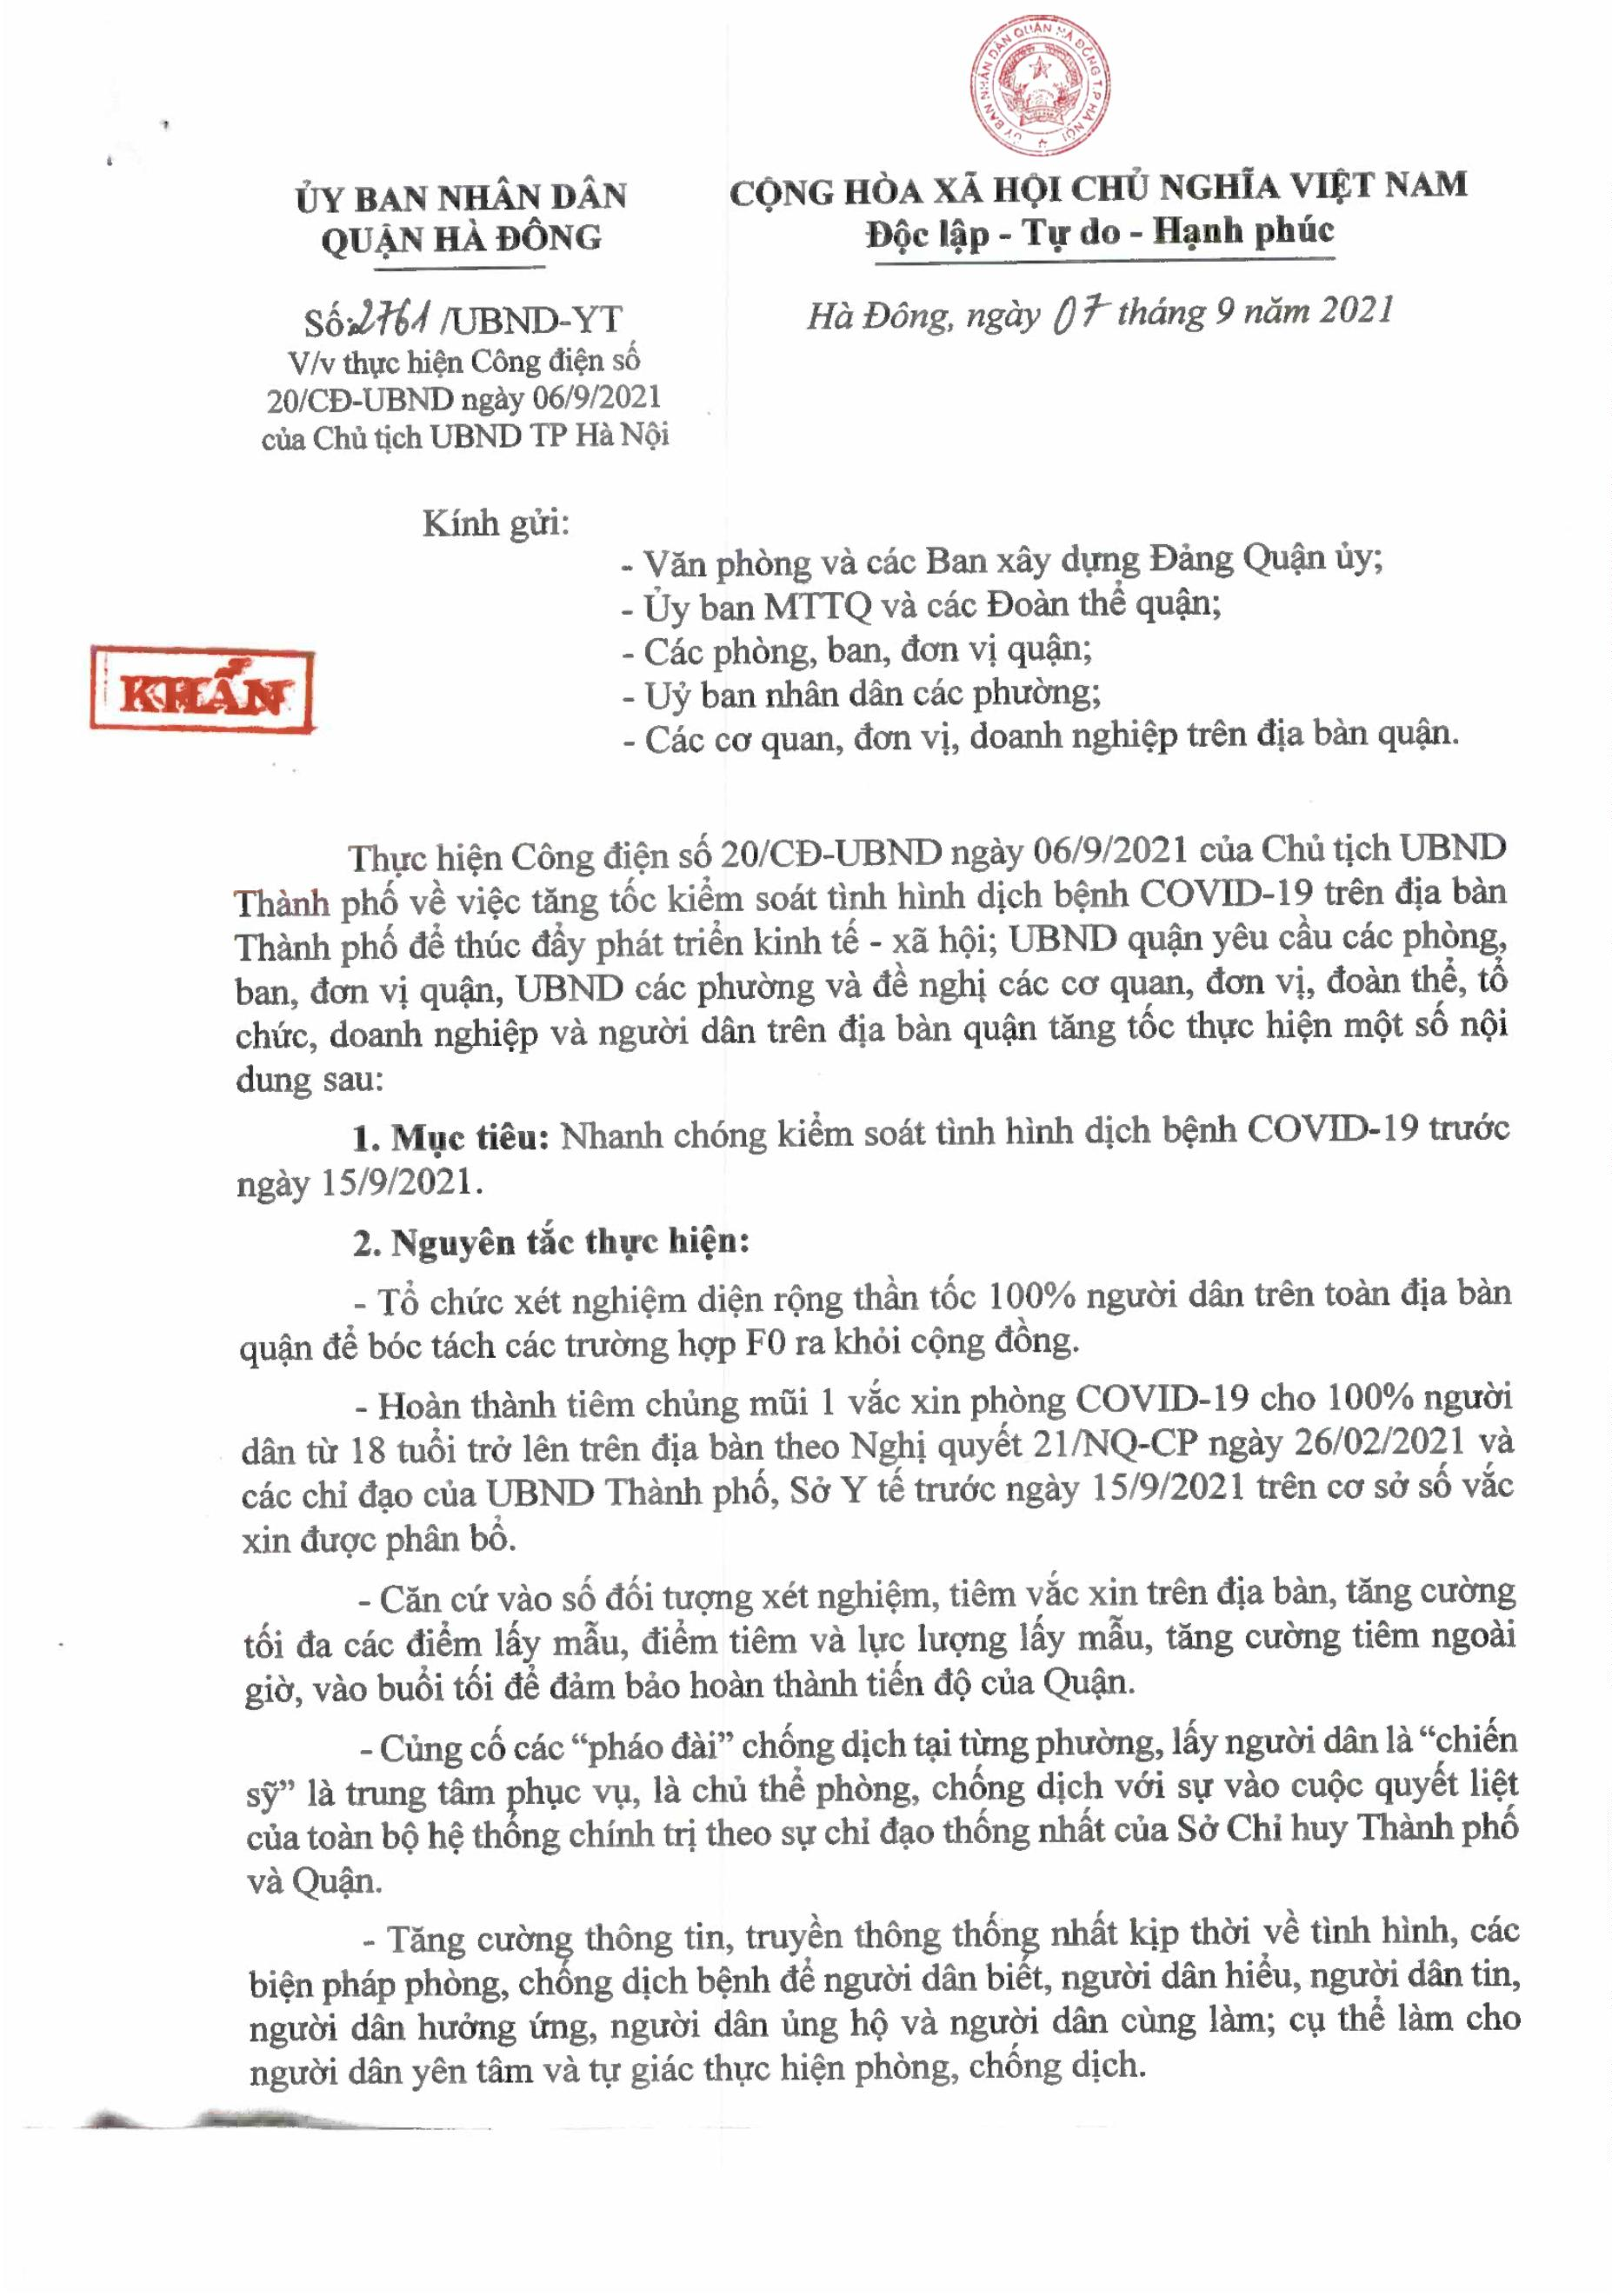 ỦY BAN NHÂN DÂN QUẬN HÀ ĐÔNG T.P HÀ NỘI
ỦY BAN NHÂN DÂN
QUẬN HÀ ĐÔNG
CỘNG HÒA XÃ HỘI CHỦ NGHĨA VIỆT NAM
Độc lập - Tự do - Hạnh phúc
Số: 2761 /UBND-YT
V/v thực hiện Công điện số
20/CĐ-UBND ngày 06/9/2021
của Chủ tịch UBND TP Hà Nội
Hà Đông, ngày 07 tháng 9 năm 2021
Kính gửi:
- Văn phòng và các Ban xây dựng Đảng Quận ủy;
- Ủy ban MTTQ và các Đoàn thể quận;
- Các phòng, ban, đơn vị quận;
- Uỷ ban nhân dân các phường;
- Các cơ quan, đơn vị, doanh nghiệp trên địa bàn quận.
KHẨN
Thực hiện Công điện số 20/CĐ-UBND ngày 06/9/2021 của Chủ tịch UBND
Thành phố về việc tăng tốc kiểm soát tình hình dịch bệnh COVID-19 trên địa bàn
Thành phố để thúc đẩy phát triển kinh tế - xã hội; UBND quận yêu cầu các phòng,
ban, đơn vị quận, UBND các phường và đề nghị các cơ quan, đơn vị, đoàn thể, tổ
chức, doanh nghiệp và người dân trên địa bàn quận tăng tốc thực hiện một số nội
dung sau:
1. Mục tiêu: Nhanh chóng kiểm soát tình hình dịch bệnh COVID-19 trước
ngày 15/9/2021.
2. Nguyên tắc thực hiện:
- Tổ chức xét nghiệm diện rộng thần tốc 100% người dân trên toàn địa bàn
quận để bóc tách các trường hợp F0 ra khỏi cộng đồng.
- Hoàn thành tiêm chủng mũi 1 vắc xin phòng COVID-19 cho 100% người
dân từ 18 tuổi trở lên trên địa bàn theo Nghị quyết 21/NQ-CP ngày 26/02/2021 và
các chỉ đạo của UBND Thành phố, Sở Y tế trước ngày 15/9/2021 trên cơ sở số vắc
xin được phân bổ.
- Căn cứ vào số đối tượng xét nghiệm, tiêm vắc xin trên địa bàn, tăng cường
tối đa các điểm lấy mẫu, điểm tiêm và lực lượng lấy mẫu, tăng cường tiêm ngoài
giờ, vào buổi tối để đảm bảo hoàn thành tiến độ của Quận.
- Củng cố các “pháo đài” chống dịch tại từng phường, lấy người dân là “chiến
sỹ” là trung tâm phục vụ, là chủ thể phòng, chống dịch với sự vào cuộc quyết liệt
của toàn bộ hệ thống chính trị theo sự chỉ đạo thống nhất của Sở Chỉ huy Thành phố
và Quận.
- Tăng cường thông tin, truyền thông thống nhất kịp thời về tình hình, các
biện pháp phòng, chống dịch bệnh để người dân biết, người dân hiểu, người dân tin,
người dân hưởng ứng, người dân ủng hộ và người dân cùng làm; cụ thể làm cho
người dân yên tâm và tự giác thực hiện phòng, chống dịch.